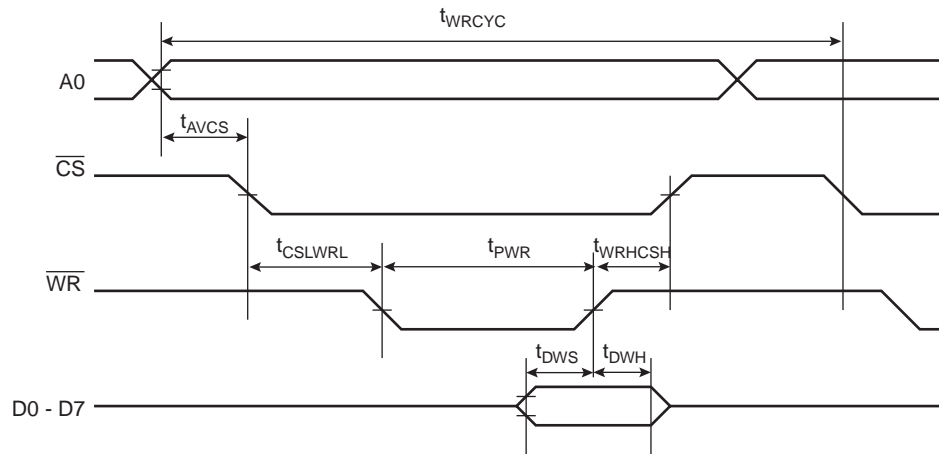 tWRCYC
A0
tAVCS
CS
tCSLWRL
tPWR
tWRHCSH
WR
tDWS
tDWH
D0 - D7